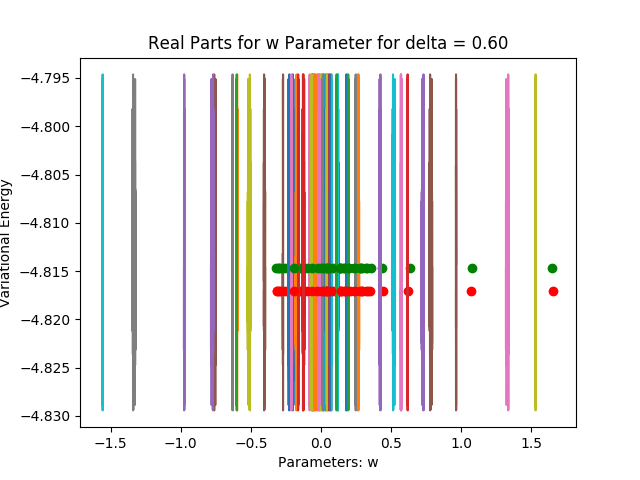 Real Parts for w Parameter for delta = 0.60
Variational Energy
−4.795
−4.800
−4.805
−4.810
−4.815
−4.820
−4.825
−4.830
−1.5 −1.0 −0.5 0.0 0.5 1.0 1.5
Parameters: w